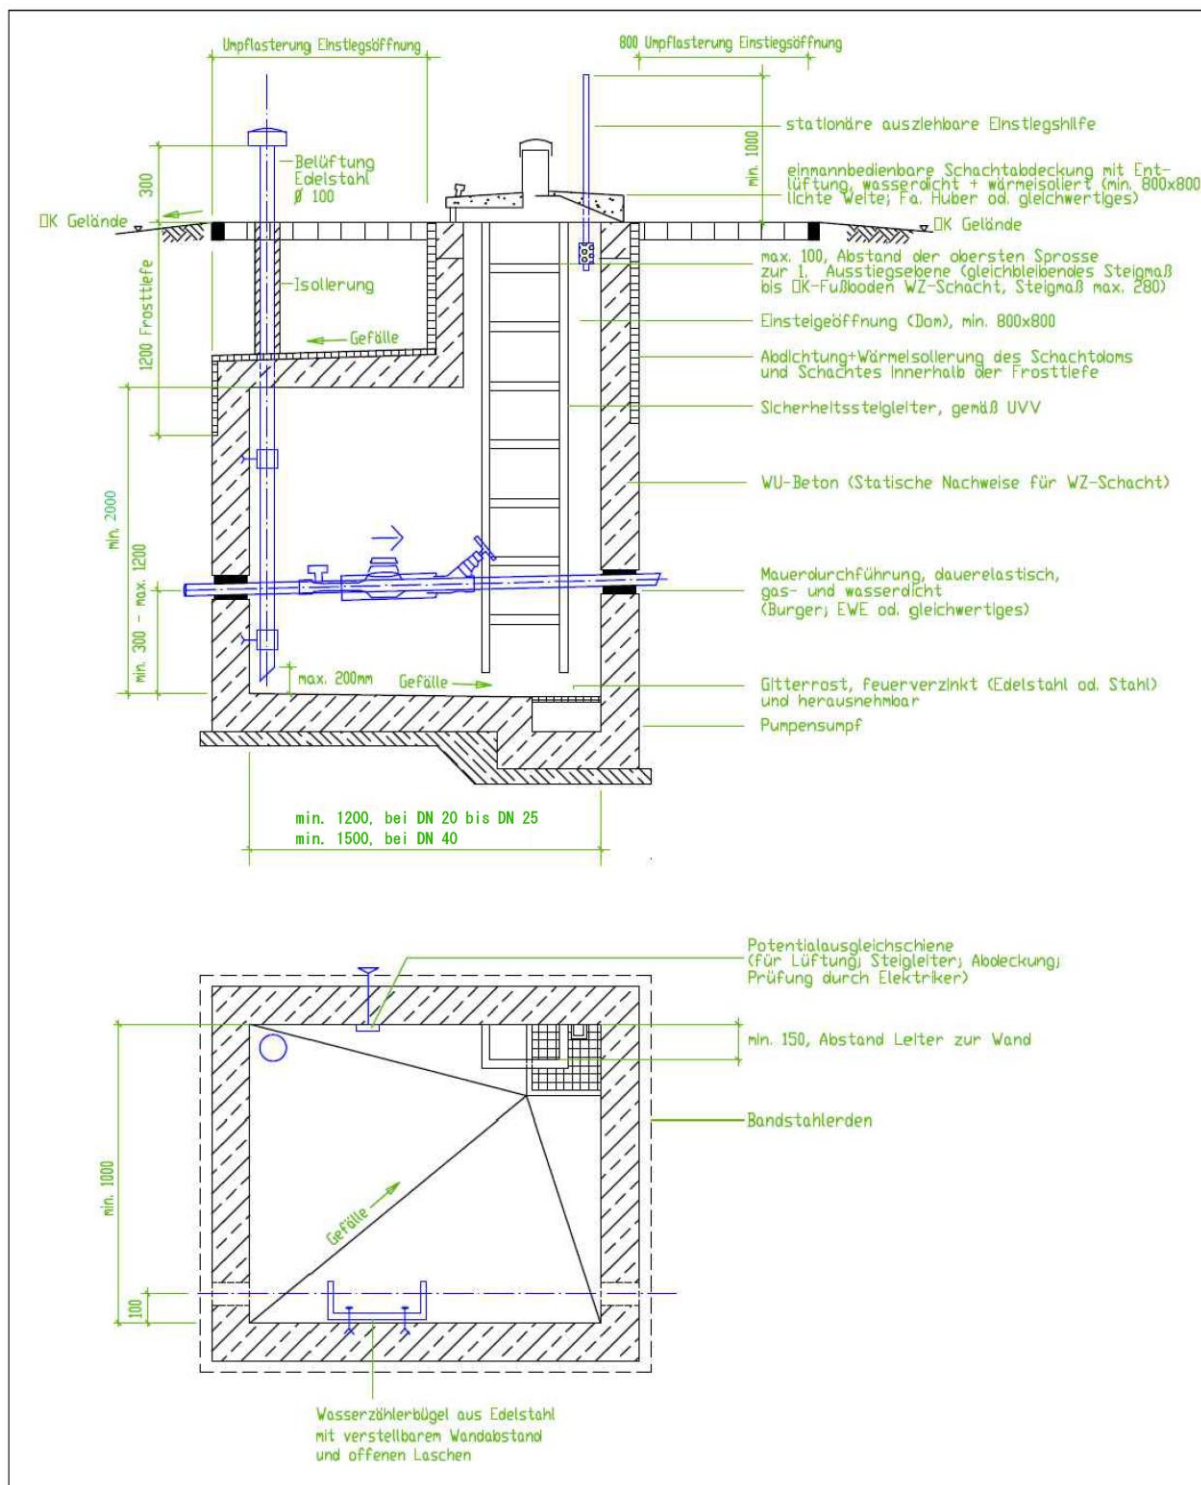 Umpflasterung Einstiegsöffnung
800 Umpflasterung Einstiegsöffnung
stationäre ausziehbare Einstiegshilfe
min. 1000
Belüftung
Edelstahl
Ø 100
300
einmannbedienbare Schachtabdeckung mit Ent-
lüftung, wasserdicht + wärmeisoliert (min. 800x800
lichte Weite; Fa. Huber od. gleichwertiges)
OK Gelände
OK Gelände
max. 100, Abstand der obersten Sprosse
zur 1. Ausstiegsebene (gleichbleibendes Steigmaß
bis OK-Fußboden WZ-Schacht, Steigmaß max. 280)
Isolierung
1200 Frosttiefe
Einsteigeöffnung (Dom), min. 800x800
Gefälle
Abdichtung+Wärmeisolierung des Schachtdoms
und Schachtes innerhalb der Frosttiefe
Sicherheitssteigleiter, gemäß UVV
WU-Beton (Statische Nachweise für WZ-Schacht)
min. 2000
min. 300 - max. 1200
Mauerdurchführung, dauerelastisch,
gas- und wasserdicht
(Burger; EWE od. gleichwertiges)
max. 200mm
Gefälle
Gitterrost, feuerverzinkt (Edelstahl od. Stahl)
und herausnehmbar
Pumpensumpf
min. 1200, bei DN 20 bis DN 25
min. 1500, bei DN 40
Potentialausgleichschiene
(für Lüftung; Steigleiter; Abdeckung;
Prüfung durch Elektriker)
min. 150, Abstand Leiter zur Wand
Bandstahlerden
min. 1000
Gefälle
100
Wasserzählerbügel aus Edelstahl
mit verstellbarem Wandabstand
und offenen Laschen